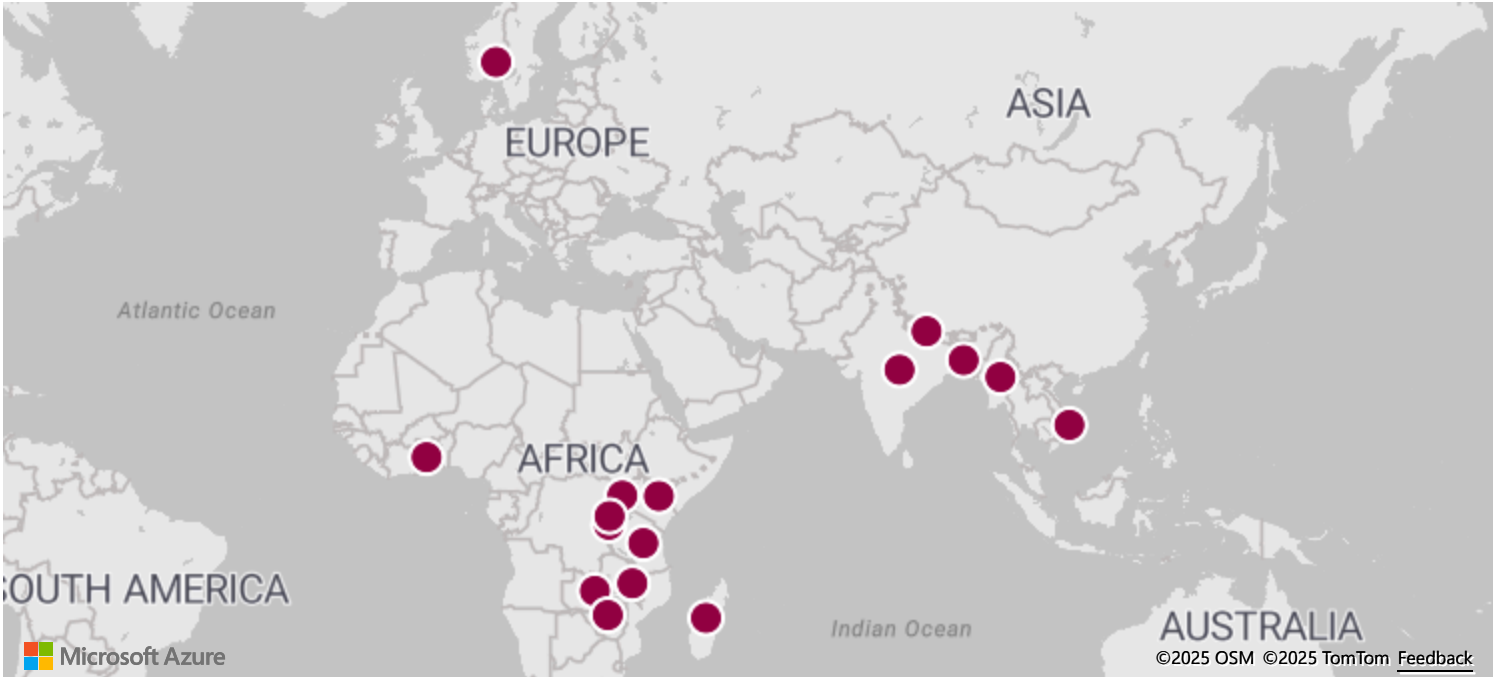 ASIA
EUROPE
Atlantic Ocean
AFRICA
SOUTH AMERICA
Indian Ocean
AUSTRALIA
Microsoft Azure
©2025 OSM ©2025 TomTom Feedback